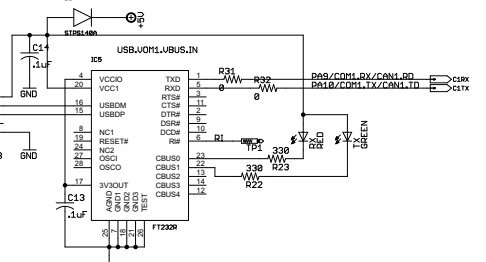 +5V
SIPS140A
C14
.1uF
GND
USB.VOM1.VBUS.IN
IC5
4 VCCIO TXD 1
20 VCC1 RXD 5
RTS# 3
16 USBDM CTS# 11
15 USBDP DTR# 2
DSR# 9
8 NC1 DCD# 10
19 RESET# RI# 6
24 NC2
27 OSCI CBUS0 23
28 OSCO CBUS1 22
CBUS2 13
17 3V3OUT CBUS3 14
CBUS4 12
AGND GND1 GND2 GND3 TEST
25 7 18 21 26
FT232R
R31
0
R32
0
PA9/COM1.RX/CAN1.RD
C1RX
PA10/COM1.TX/CAN1.TD
C1TX
RI
TP1
RX
RED
TX
GREEN
330
R23
330
R22
GND
C13
.1uF